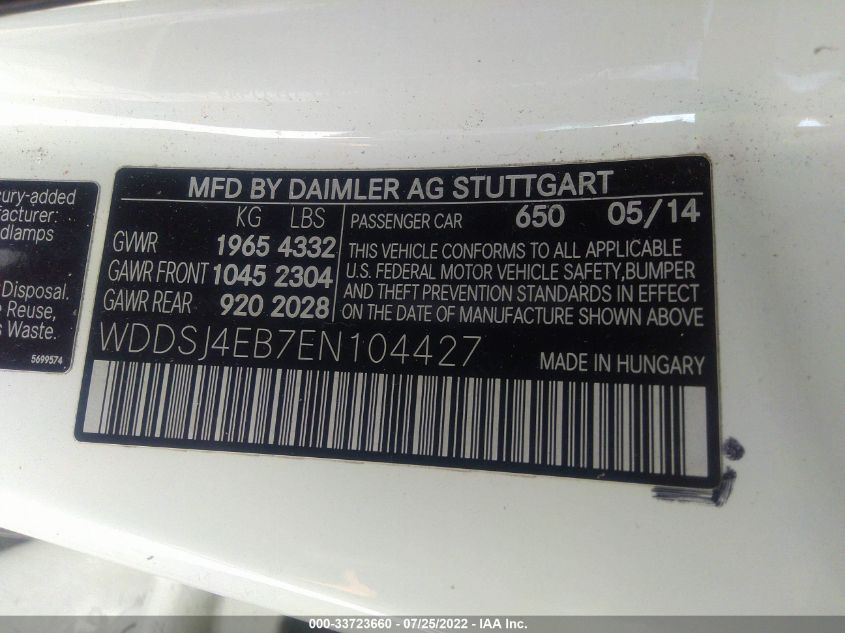 cury-added
facturer:
dlamps
Disposal.
Reuse,
s Waste.
5699574
MFD BY DAIMLER AG STUTTGART
KG LBS
GVWR 1965 4332
GAWR FRONT 1045 2304
GAWR REAR 920 2028
PASSENGER CAR 650 05/14
THIS VEHICLE CONFORMS TO ALL APPLICABLE
U.S. FEDERAL MOTOR VEHICLE SAFETY,BUMPER
AND THEFT PREVENTION STANDARDS IN EFFECT
ON THE DATE OF MANUFACTURE SHOWN ABOVE
WDDSJ4EB7EN104427
MADE IN HUNGARY
000-33723660 - 07/25/2022 - IAA Inc.